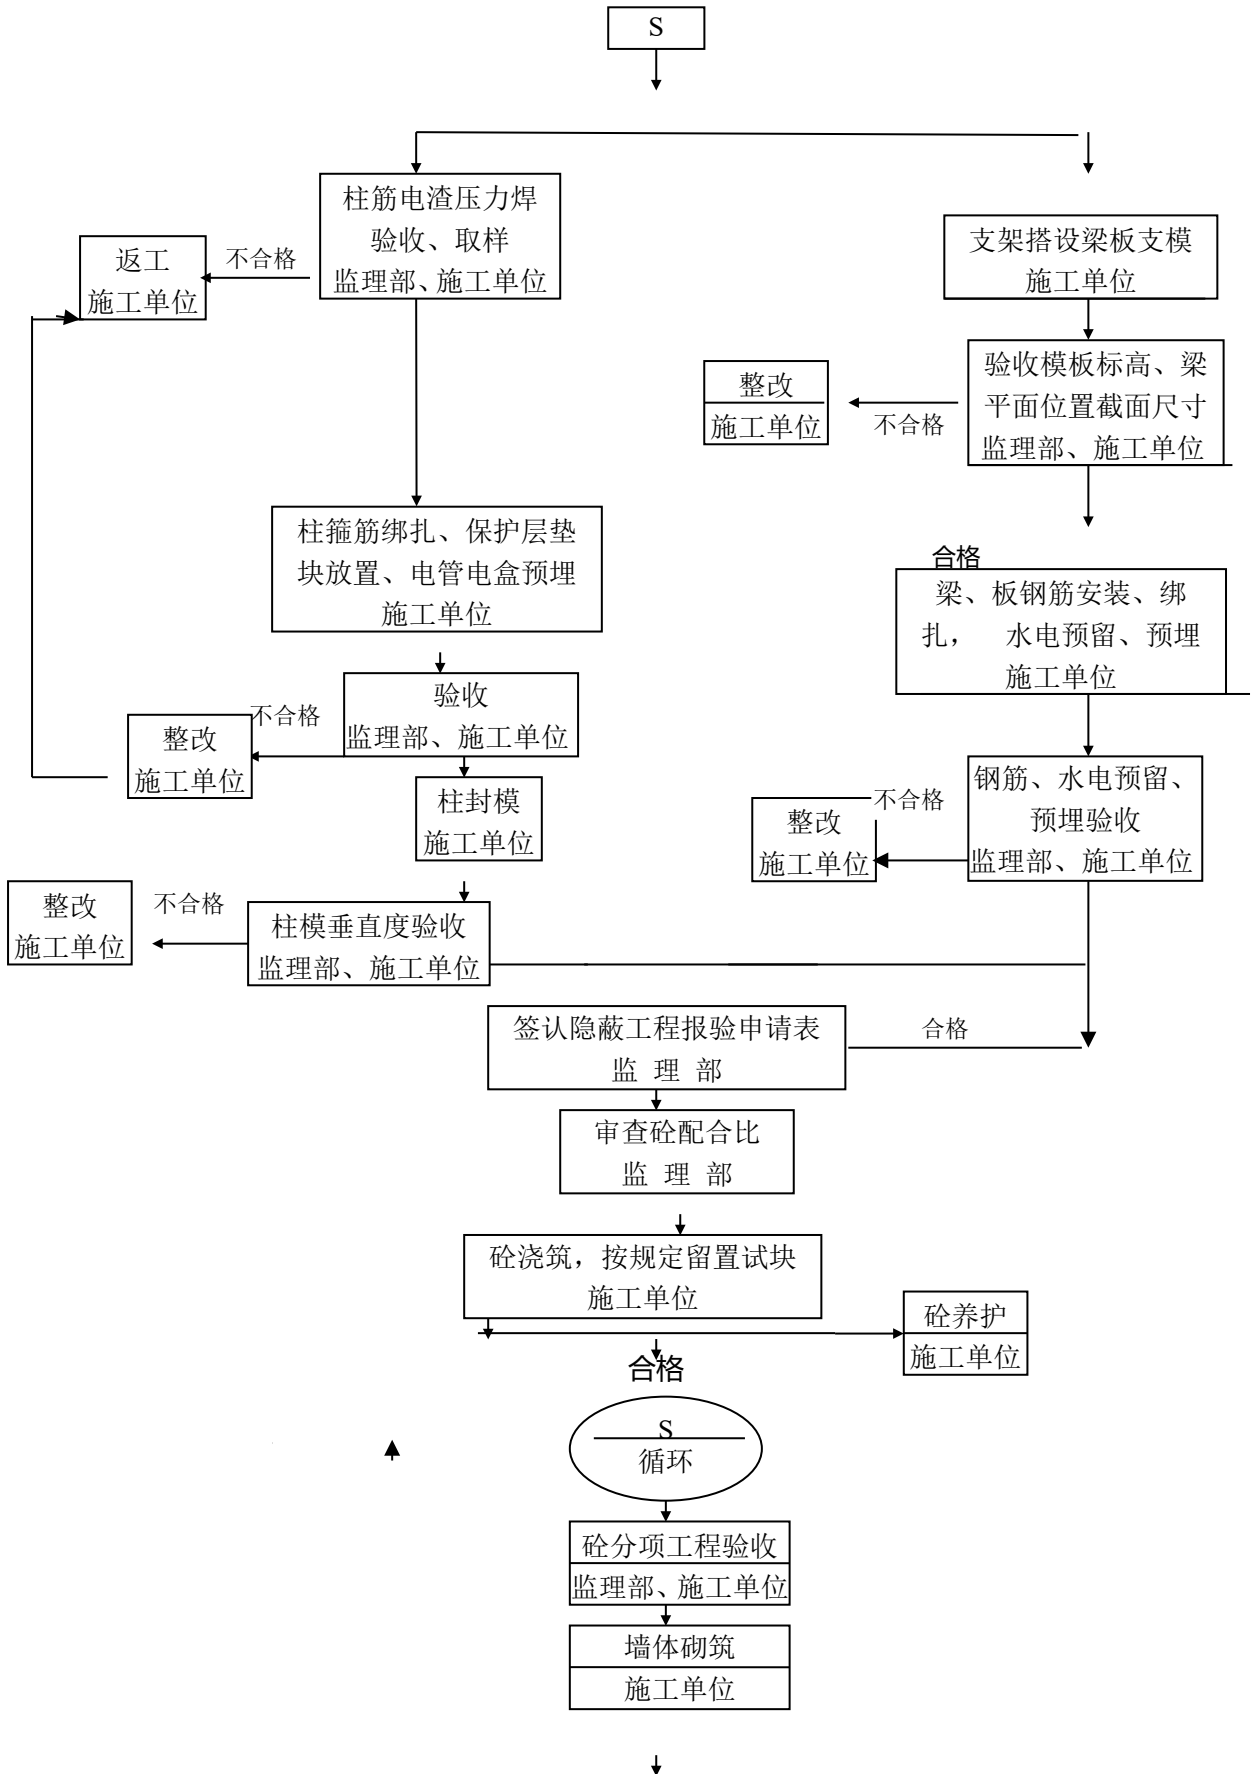 S
柱筋电渣压力焊
验收、取样
监理部、施工单位
不合格
返工
施工单位
支架搭设梁板支模
施工单位
验收模板标高、梁
平面位置截面尺寸
监理部、施工单位
不合格
整改
施工单位
柱箍筋绑扎、保护层垫
块放置、电管电盒预埋
施工单位
合格
梁、板钢筋安装、绑
扎， 水电预留、预埋
施工单位
验收
监理部、施工单位
不合格
整改
施工单位
柱封模
施工单位
钢筋、水电预留、
预埋验收
监理部、施工单位
不合格
整改
施工单位
整改
施工单位
不合格
柱模垂直度验收
监理部、施工单位
签认隐蔽工程报验申请表
监 理 部
合格
审查砼配合比
监 理 部
砼浇筑，按规定留置试块
施工单位
砼养护
施工单位
合格
S
循环
砼分项工程验收
监理部、施工单位
墙体砌筑
施工单位